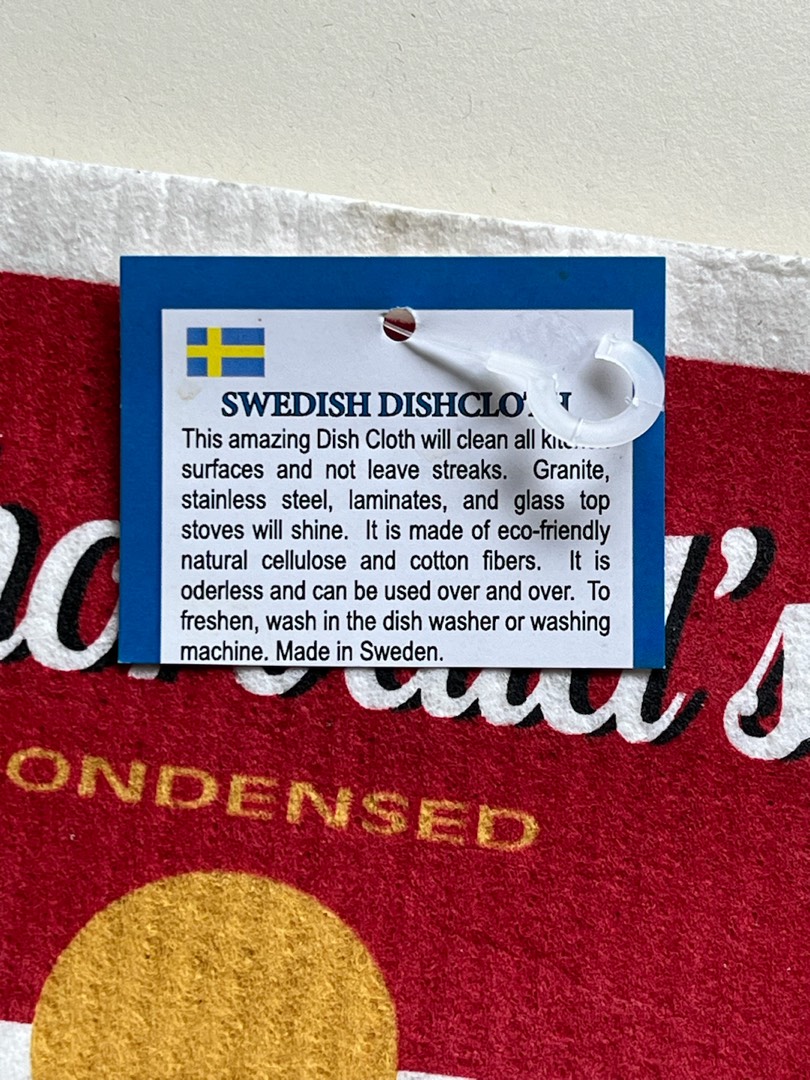 SWEDISH DISHCLOTH
This amazing Dish Cloth will clean all kitchen
surfaces and not leave streaks. Granite,
stainless steel, laminates, and glass top
stoves will shine. It is made of eco-friendly
natural cellulose and cotton fibers. It is
oderless and can be used over and over. To
freshen, wash in the dish washer or washing
machine. Made in Sweden.
ONDENSED